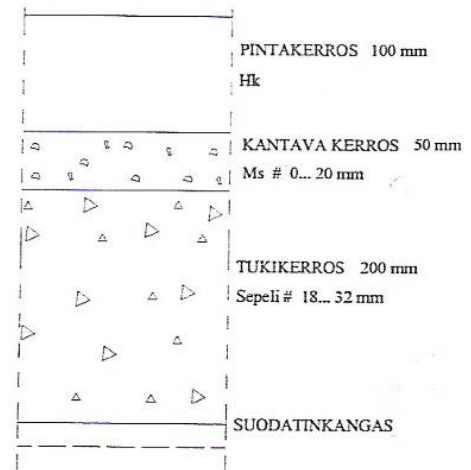 PINTAKERROS 100 mm
Hk
KANTAVA KERROS 50 mm
Ms # 0... 20 mm
TUKIKERROS 200 mm
Sepeli # 18... 32 mm
SUODATINKANGAS